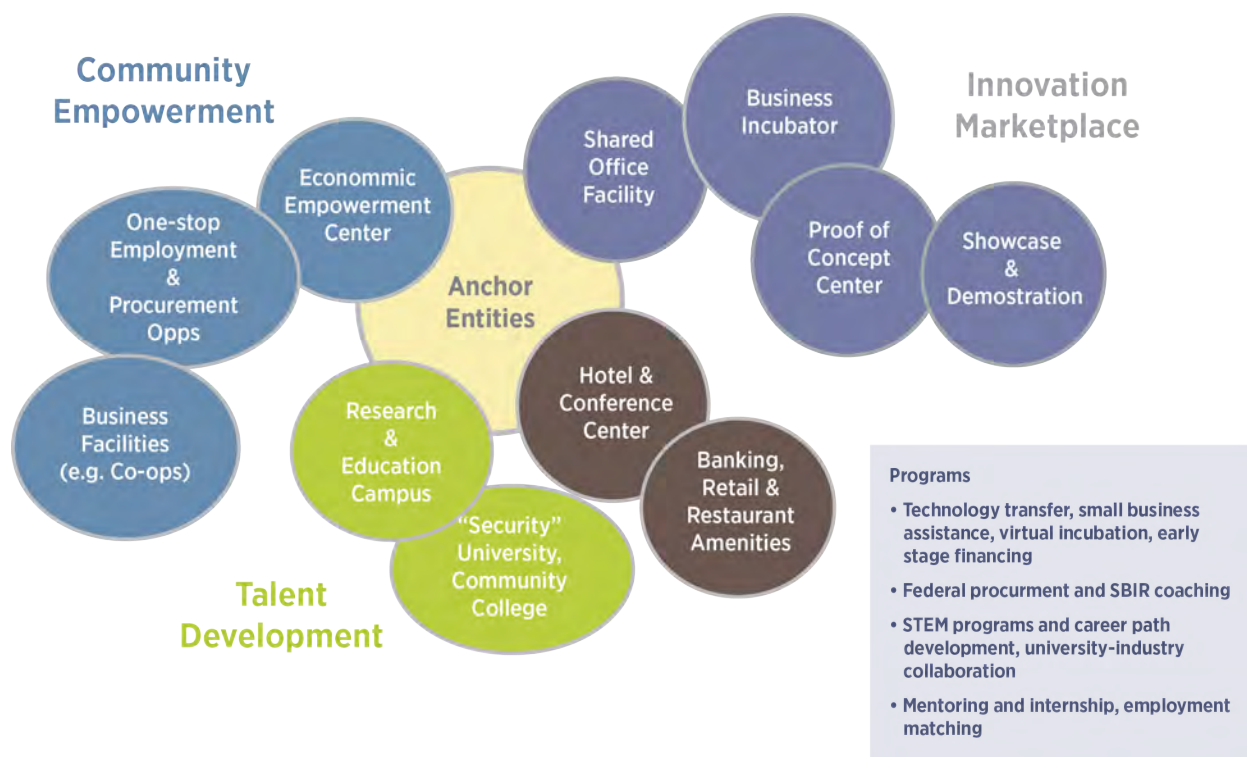 Community
Empowerment
Econommic
Empowerment
Center
One-stop
Employment
&
Procurement
Opps
Business
Facilities
(e.g. Co-ops)
Anchor
Entities
Shared
Office
Facility
Business
Incubator
Innovation
Marketplace
Proof of
Concept
Center
Showcase
&
Demostration
Hotel &
Conference
Center
Banking,
Retail &
Restaurant
Amenities
Research
&
Education
Campus
“Security”
University,
Community
College
Talent
Development
Programs
• Technology transfer, small business
assistance, virtual incubation, early
stage financing
• Federal procurment and SBIR coaching
• STEM programs and career path
development, university-industry
collaboration
• Mentoring and internship, employment
matching